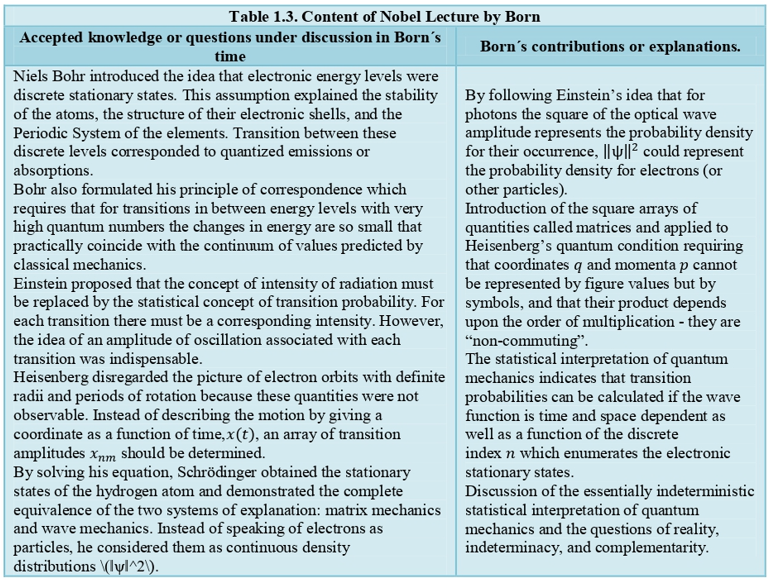 Table 1.3. Content of Nobel Lecture by Born
Accepted knowledge or questions under discussion in Born´s
time
Born´s contributions or explanations.
Niels Bohr introduced the idea that electronic energy levels were
discrete stationary states. This assumption explained the stability
of the atoms, the structure of their electronic shells, and the
Periodic System of the elements. Transition between these
discrete levels corresponded to quantized emissions or
absorptions.
Bohr also formulated his principle of correspondence which
requires that for transitions in between energy levels with very
high quantum numbers the changes in energy are so small that
practically coincide with the continuum of values predicted by
classical mechanics.
Einstein proposed that the concept of intensity of radiation must
be replaced by the statistical concept of transition probability. For
each transition there must be a corresponding intensity. However,
the idea of an amplitude of oscillation associated with each
transition was indispensable.
Heisenberg disregarded the picture of electron orbits with definite
radii and periods of rotation because these quantities were not
observable. Instead of describing the motion by giving a
coordinate as a function of time,x(t), an array of transition
amplitudes xₙₘ should be determined.
By solving his equation, Schrödinger obtained the stationary
states of the hydrogen atom and demonstrated the complete
equivalence of the two systems of explanation: matrix mechanics
and wave mechanics. Instead of speaking of electrons as
particles, he considered them as continuous density
distributions \(|ψ|^2\).
By following Einstein’s idea that for
photons the square of the optical wave
amplitude represents the probability density
for their occurrence, ‖ψ‖² could represent
the probability density for electrons (or
other particles).
Introduction of the square arrays of
quantities called matrices and applied to
Heisenberg’s quantum condition requiring
that coordinates q and momenta p cannot
be represented by figure values but by
symbols, and that their product depends
upon the order of multiplication - they are
“non-commuting”.
The statistical interpretation of quantum
mechanics indicates that transition
probabilities can be calculated if the wave
function is time and space dependent as
well as a function of the discrete
index n which enumerates the electronic
stationary states.
Discussion of the essentially indeterministic
statistical interpretation of quantum
mechanics and the questions of reality,
indeterminacy, and complementarity.